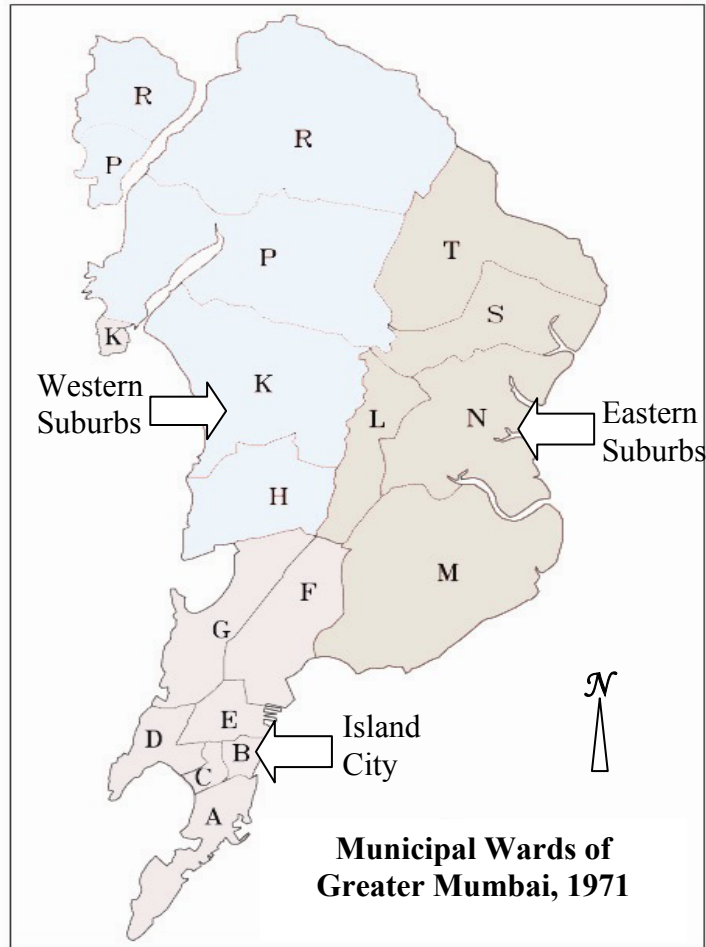 R
R
P
T
P
S
K
Western
Suburbs
K
L
N
Eastern
Suburbs
H
M
F
G
N
E
D
Island
City
B
C
A
Municipal Wards of
Greater Mumbai, 1971